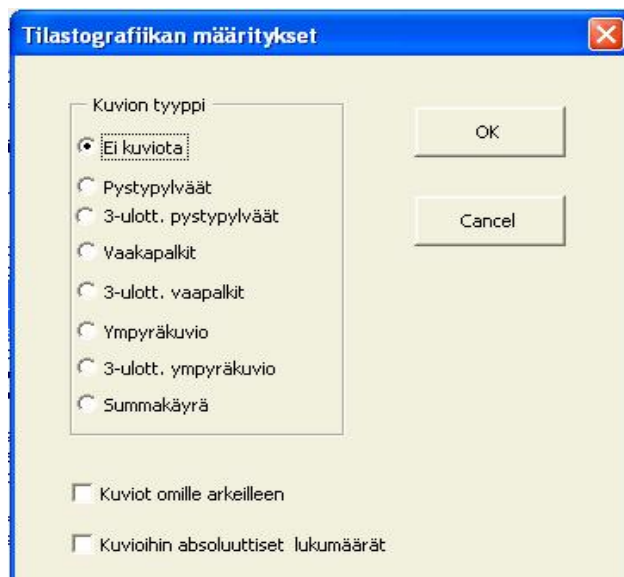 Tilastografiikan määritykset
Kuvion tyyppi
Ei kuviota
Pystypylväät
3-ulott. pystypylväät
Vaakapalkit
3-ulott. vaapalkit
Ympyräkuvio
3-ulott. ympyräkuvio
Summakäyrä
OK
Cancel
Kuviot omille arkeilleen
Kuvioihin absoluuttiset lukumäärät